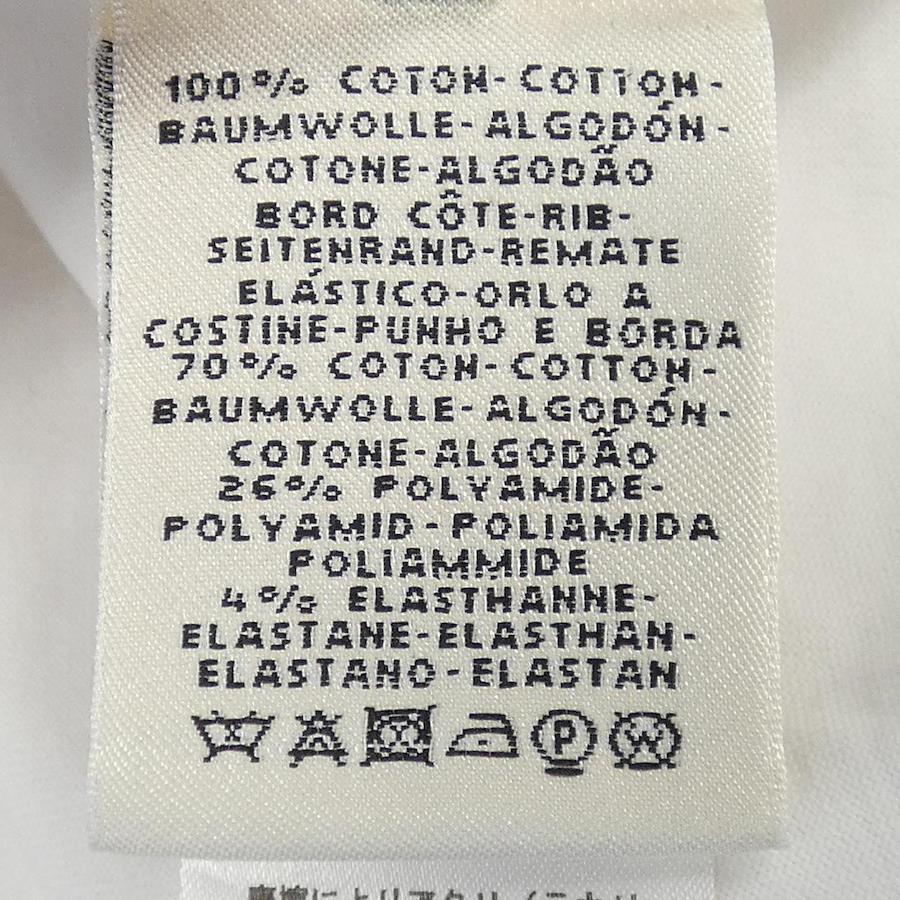 100% COTON-COTTON-
BAUMWOLLE-ALGODÓN-
COTONE-ALGODÃO
BORD CÔTE-RIB-
SEITENRAND-REMATE
ELÁSTICO-ORLO A
COSTINE-PUNHO E BORDA
70% COTON-COTTON-
BAUMWOLLE-ALGODÓN-
COTONE-ALGODÃO
26% POLYAMIDE-
POLYAMID-POLIAMIDA
POLIAMMIDE
4% ELASTHANNE-
ELASTANE-ELASTHAN-
ELASTANO-ELASTAN
P W